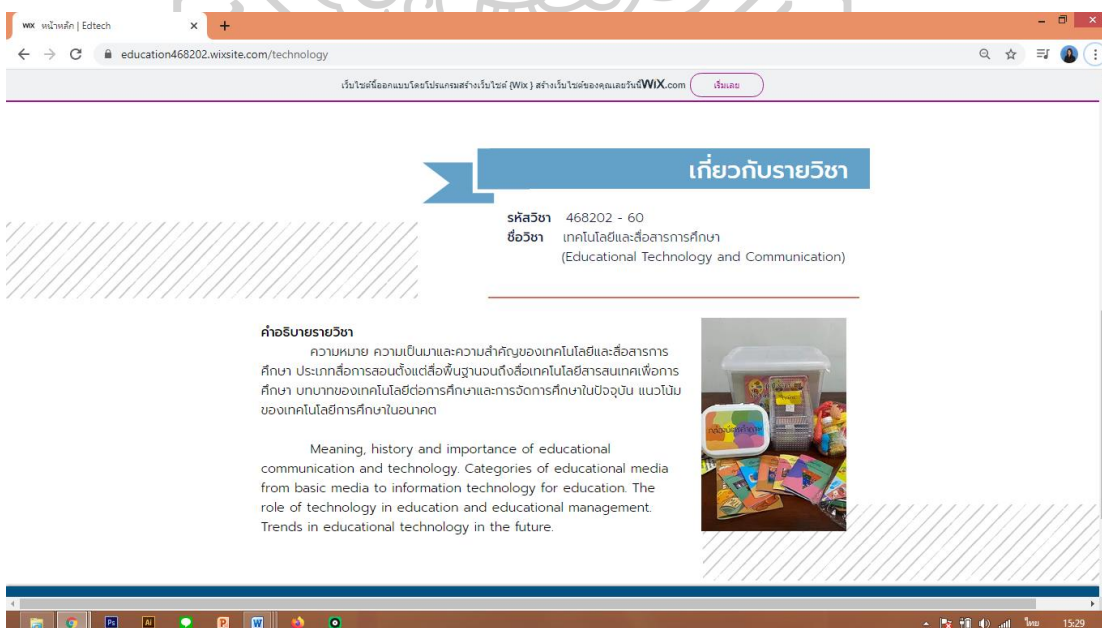 WIX หน้าหลัก | Edtech
education468202.wixsite.com/technology
เว็บไซต์นี้ออกแบบโดยโปรแกรมสร้างเว็บไซต์ (Wix ) สร้างเว็บไซต์ของคุณเลยวันนี้WiX.com เริ่มเลย
เกี่ยวกับรายวิชา
รหัสวิชา 468202 - 60
ชื่อวิชา เทคโนโลยีและสื่อสารการศึกษา
(Educational Technology and Communication)
คำอธิบายรายวิชา
ความหมาย ความเป็นมาและความสำคัญของเทคโนโลยีและสื่อสารการ
ศึกษา ประเภทสื่อการสอนตั้งแต่สื่อพื้นฐานจนถึงสื่อเทคโนโลยีสารสนเทศเพื่อการ
ศึกษา บทบาทของเทคโนโลยีต่อการศึกษาและการจัดการศึกษาในปัจจุบัน แนวโน้ม
ของเทคโนโลยีการศึกษาในอนาคต
Meaning, history and importance of educational
communication and technology. Categories of educational media
from basic media to information technology for education. The
role of technology in education and educational management.
Trends in educational technology in the future.
Ps Ai P W ไทย 15:29